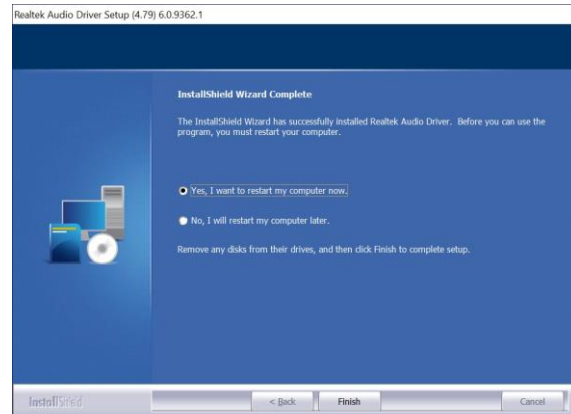 Realtek Audio Driver Setup (4.79) 6.0.9362.1
InstallShield Wizard Complete
The InstallShield Wizard has successfully installed Realtek Audio Driver. Before you can use the
program, you must restart your computer.
Yes, I want to restart my computer now.
No, I will restart my computer later.
Remove any disks from their drives, and then click Finish to complete setup.
InstallShield
< Back
Finish
Cancel